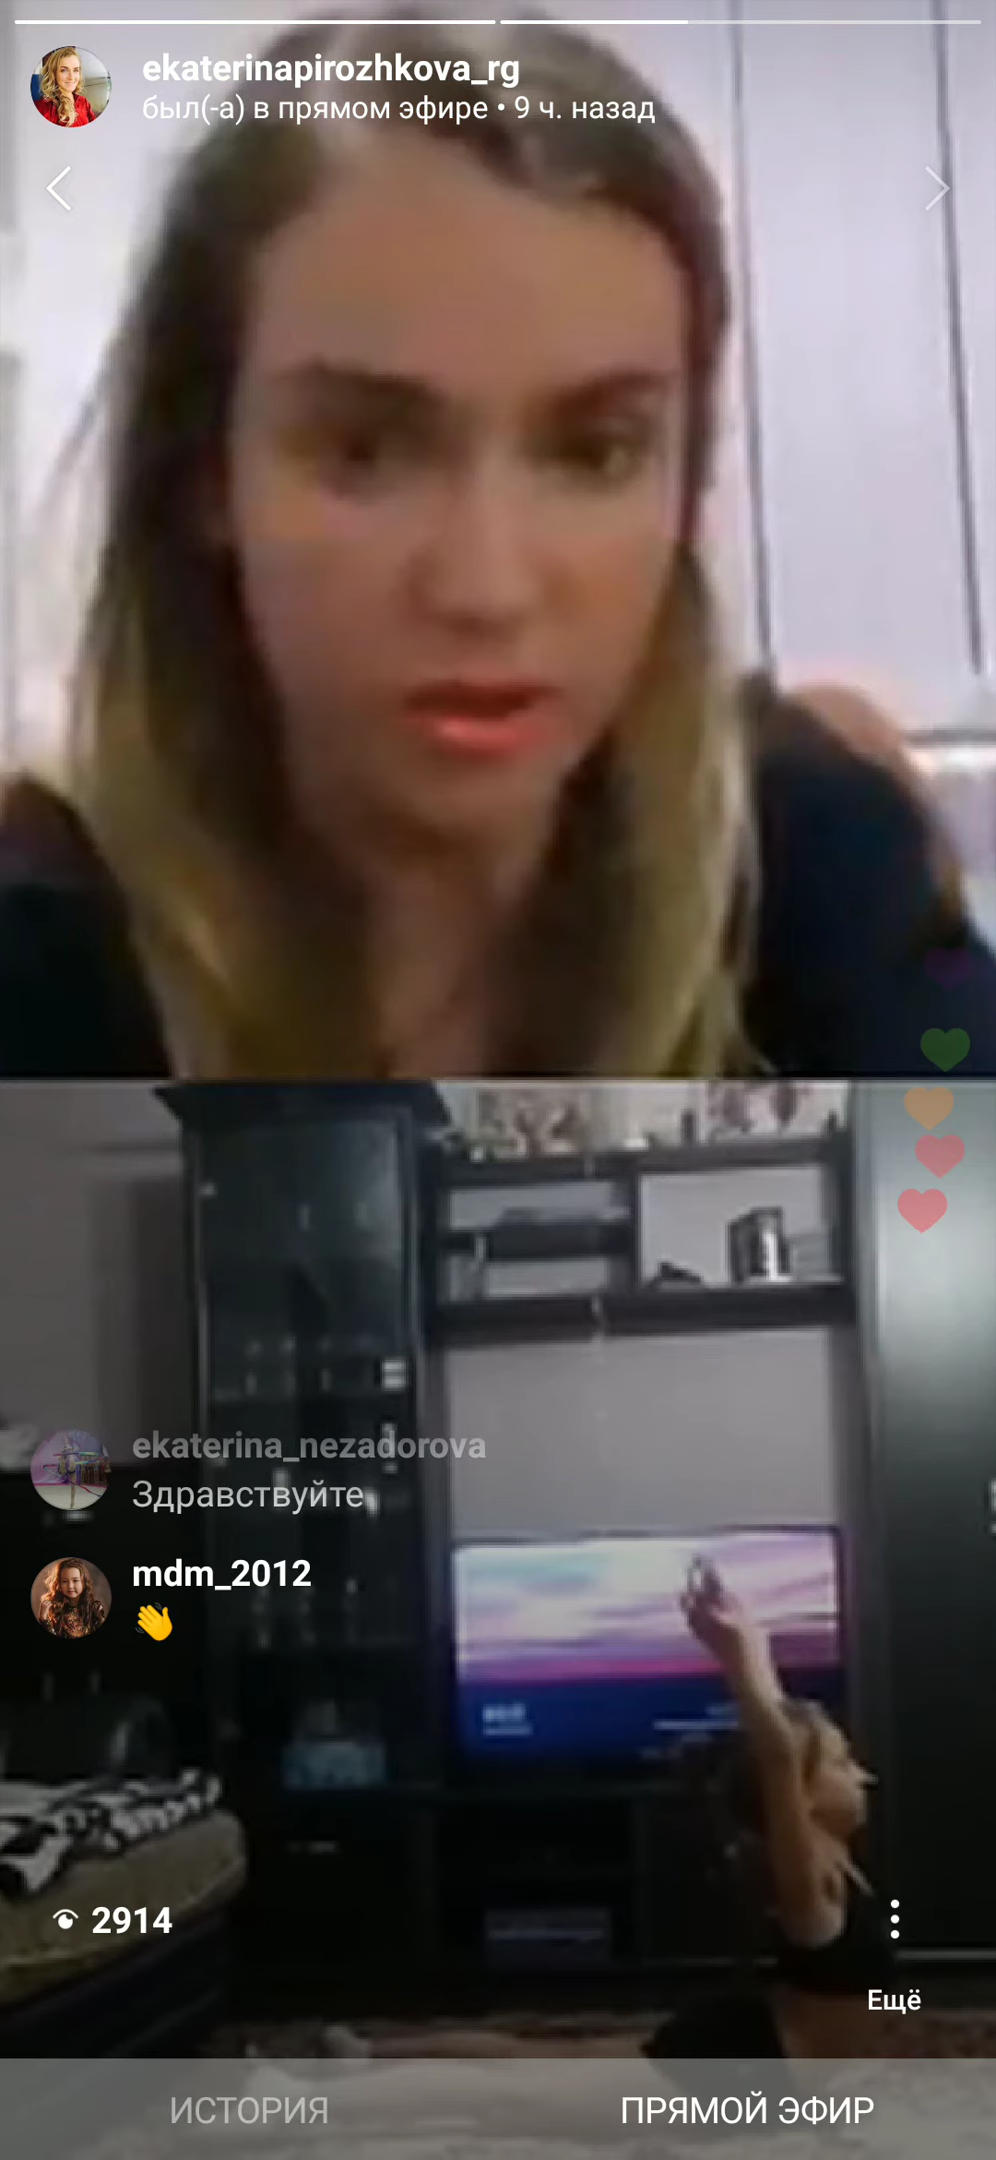 ekaterinapirozhkova_rg
был(-а) в прямом эфире • 9 ч. назад
ekaterina_nezadorova
Здравствуйте
mdm_2012
👋
2914
Ещё
ИСТОРИЯ
ПРЯМОЙ ЭФИР